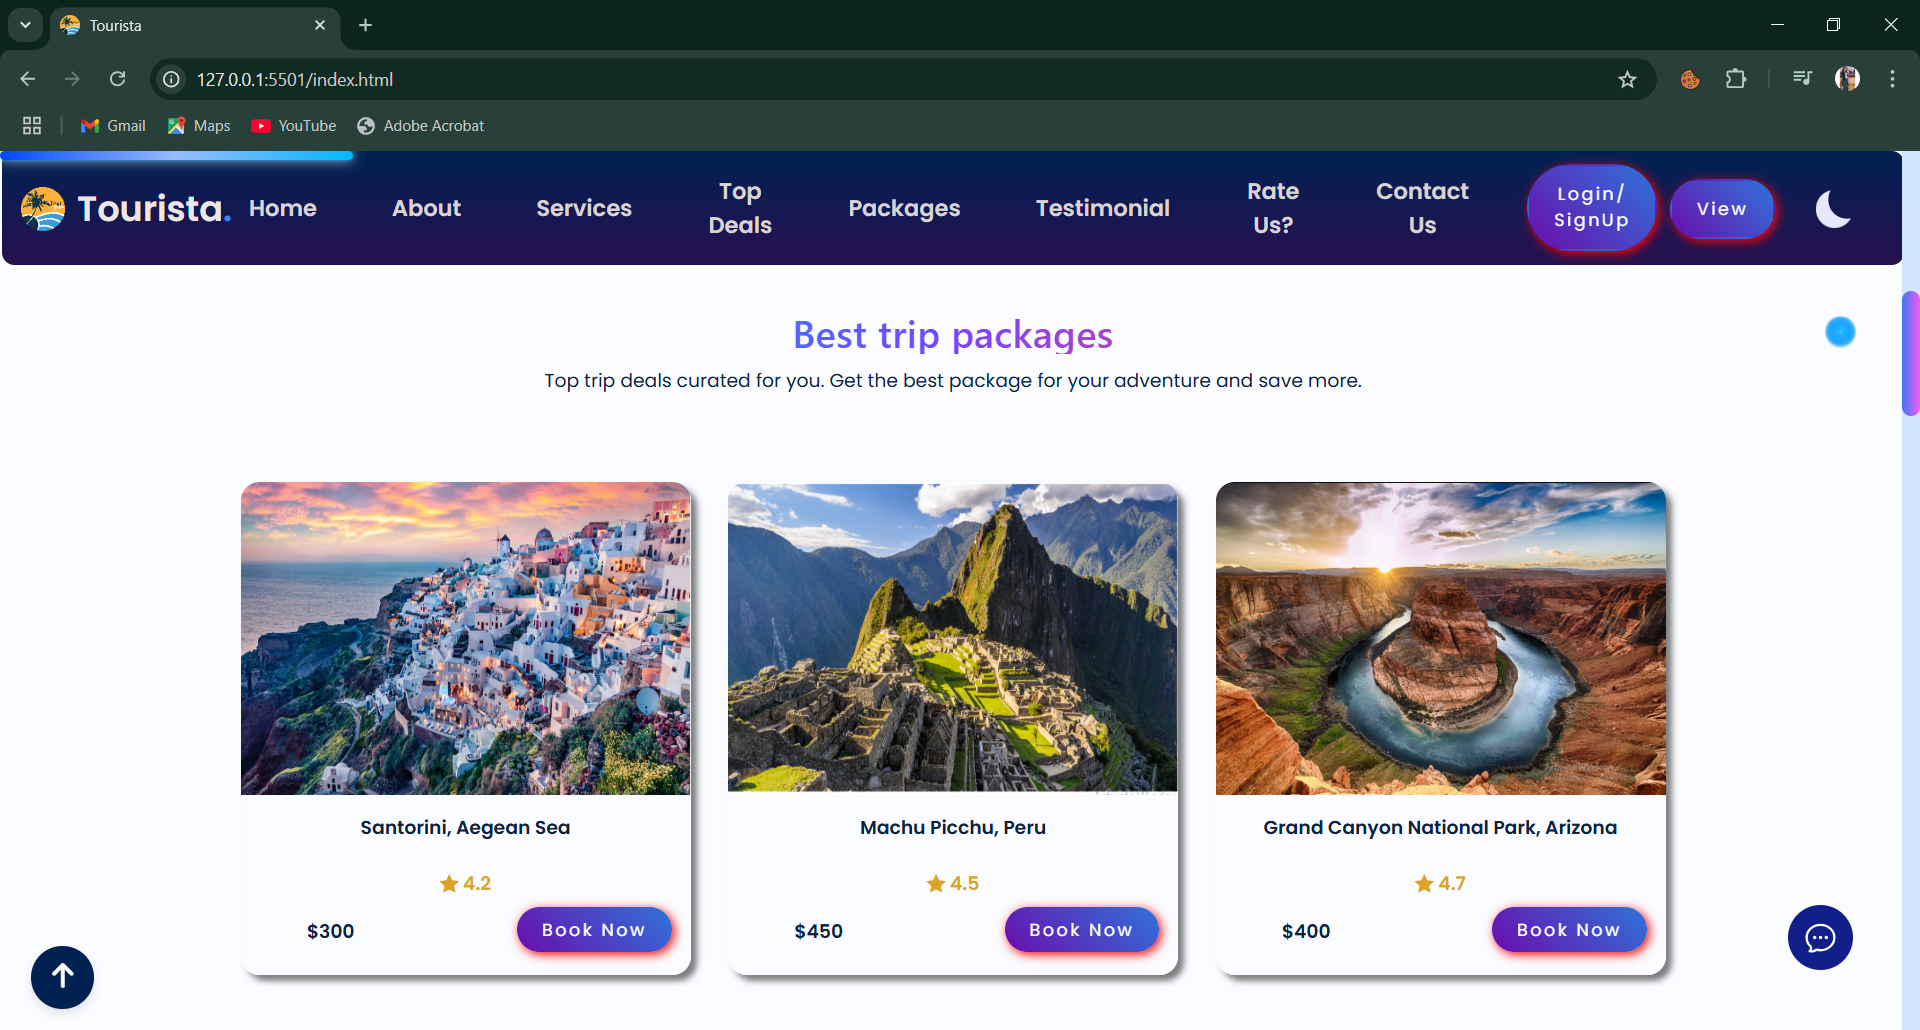 Tourista
127.0.0.1:5501/index.html
Gmail
Maps
YouTube
Adobe Acrobat
Tourista.
Home
About
Services
Top
Deals
Packages
Testimonial
Rate
Us?
Contact
Us
Login/
SignUp
View
Best trip packages
Top trip deals curated for you. Get the best package for your adventure and save more.
Santorini, Aegean Sea
4.2
$300
Book Now
Machu Picchu, Peru
4.5
$450
Book Now
Grand Canyon National Park, Arizona
4.7
$400
Book Now